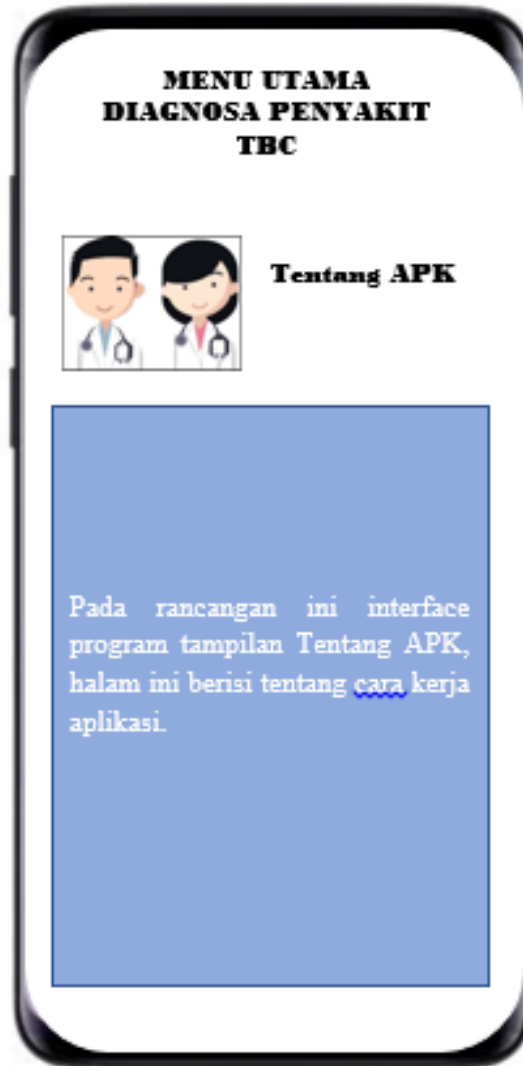 MENU UTAMA
DIAGNOSA PENYAKIT
TBC
Tentang APK
Pada rancangan ini interface
program tampilan Tentang APK,
halam ini berisi tentang cara kerja
aplikasi.